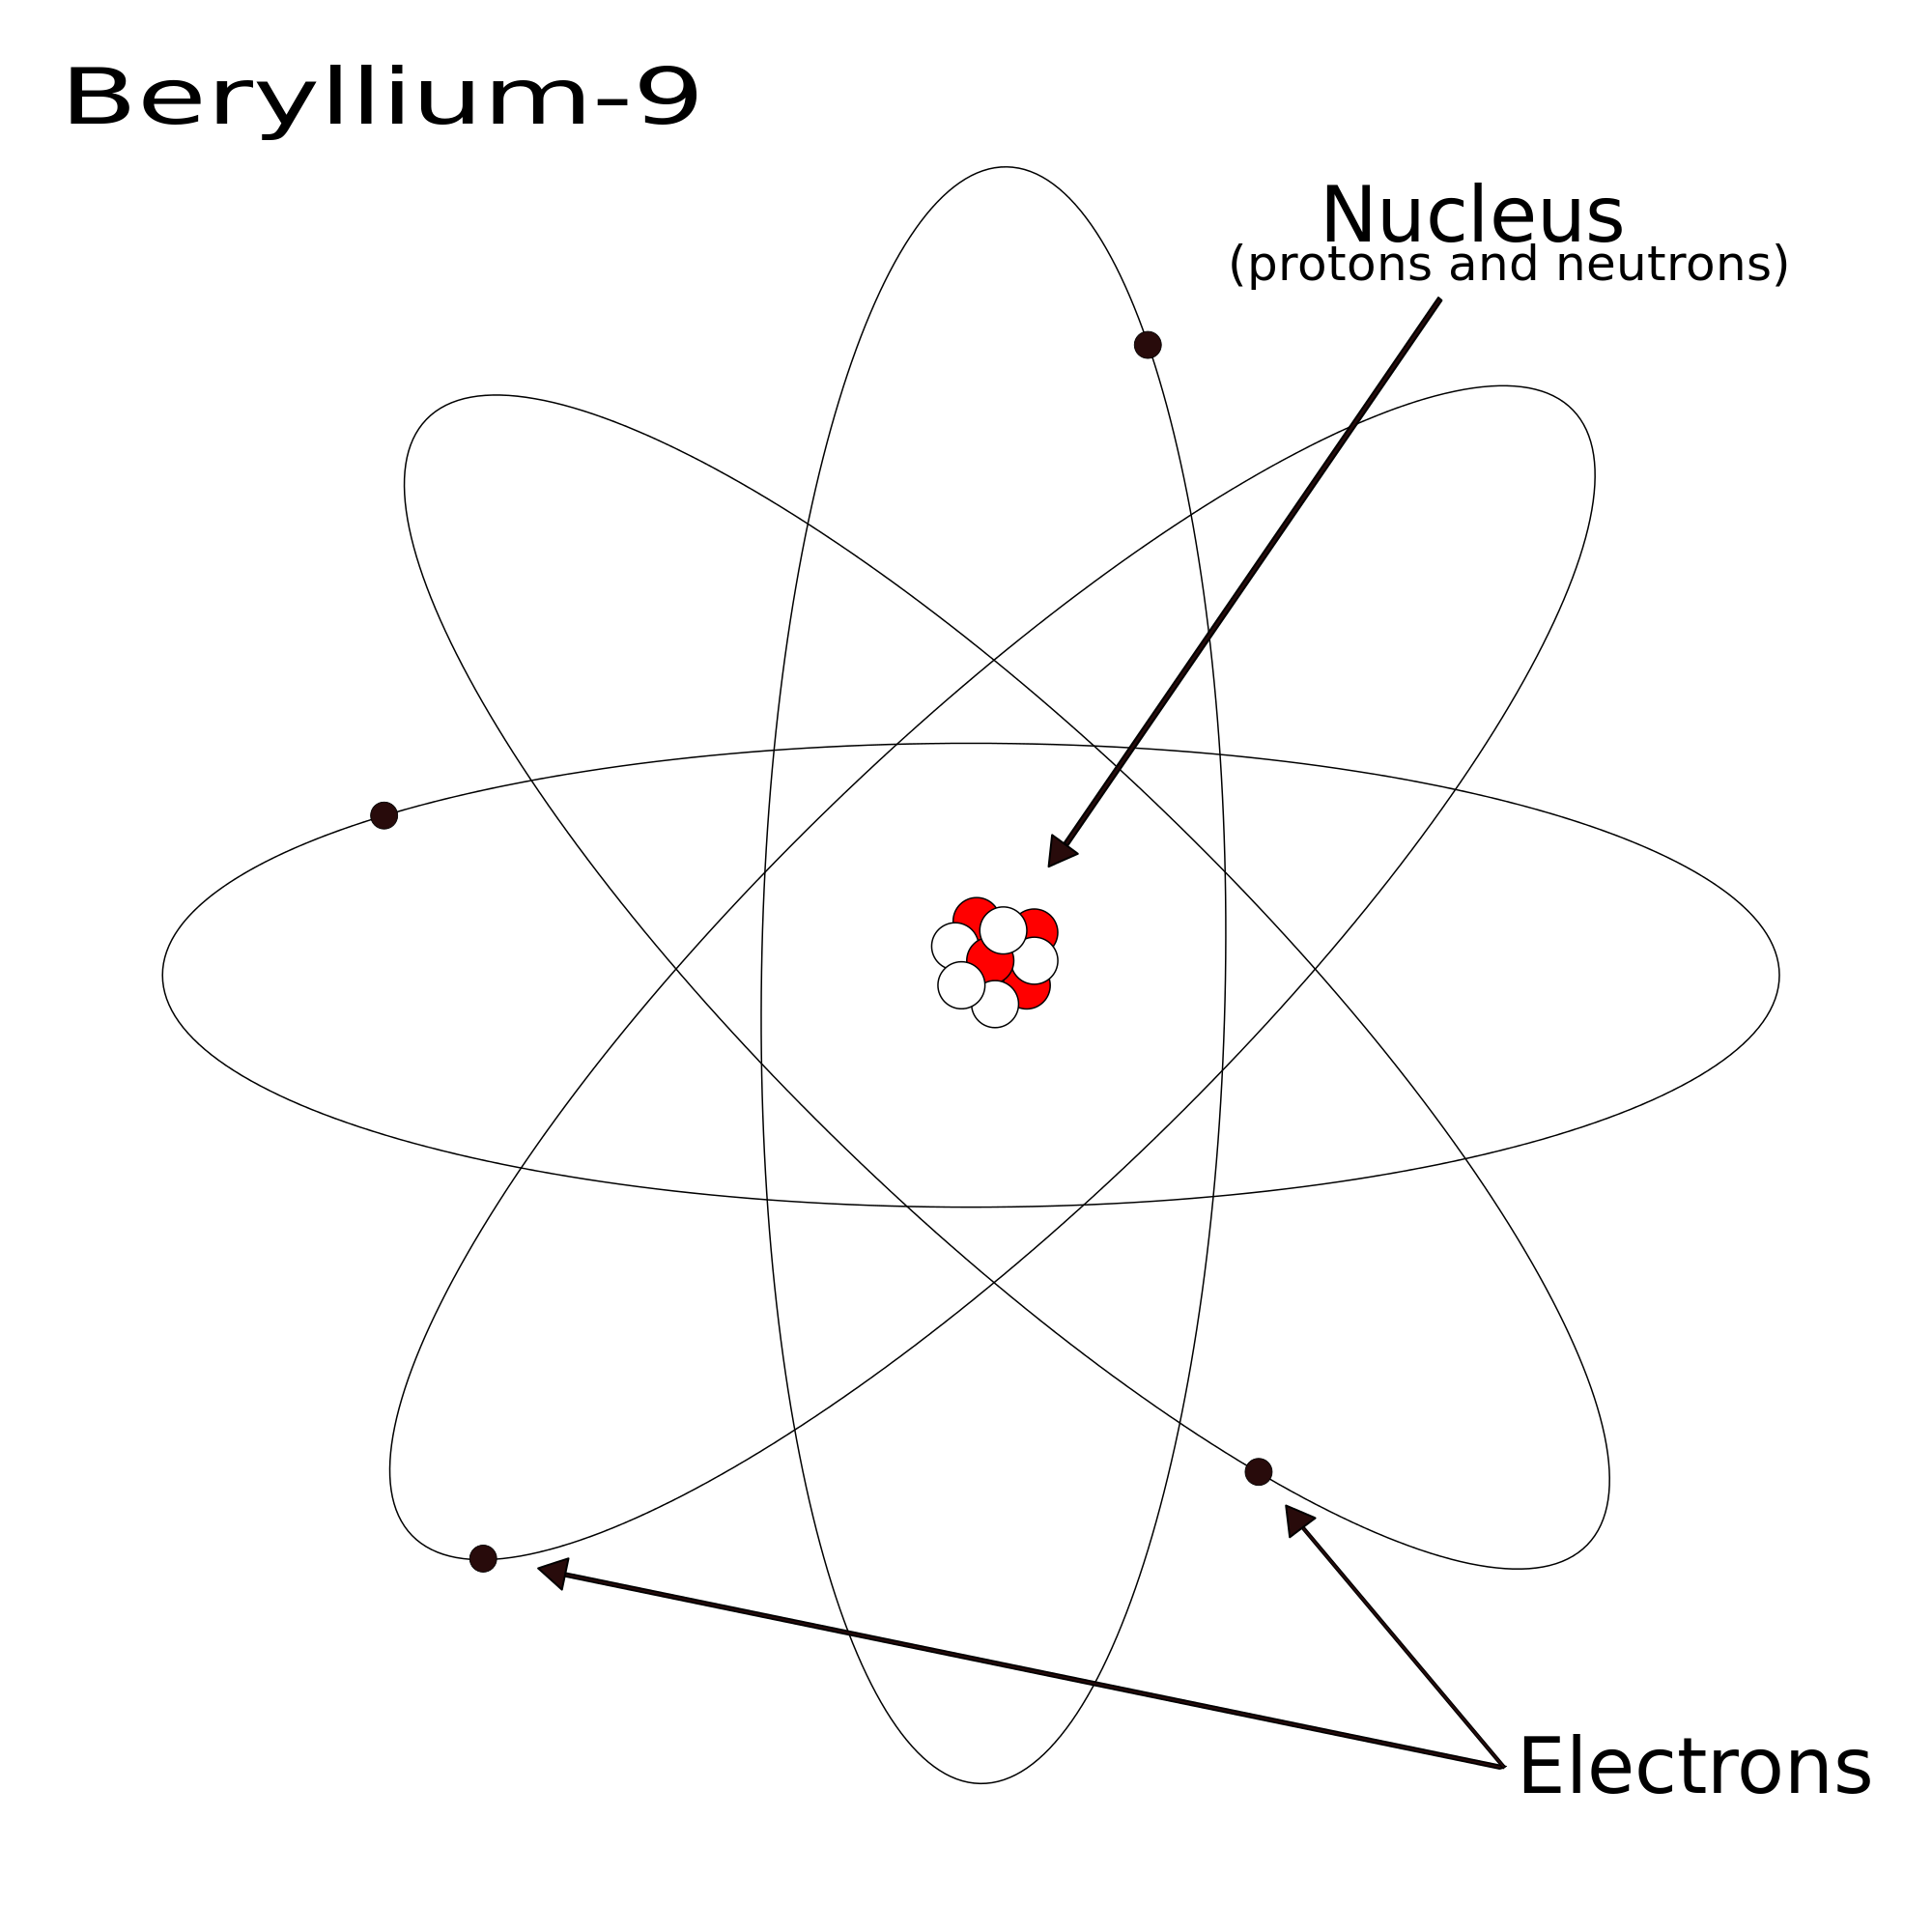 Beryllium-9
Nucleus
(protons and neutrons)
Electrons